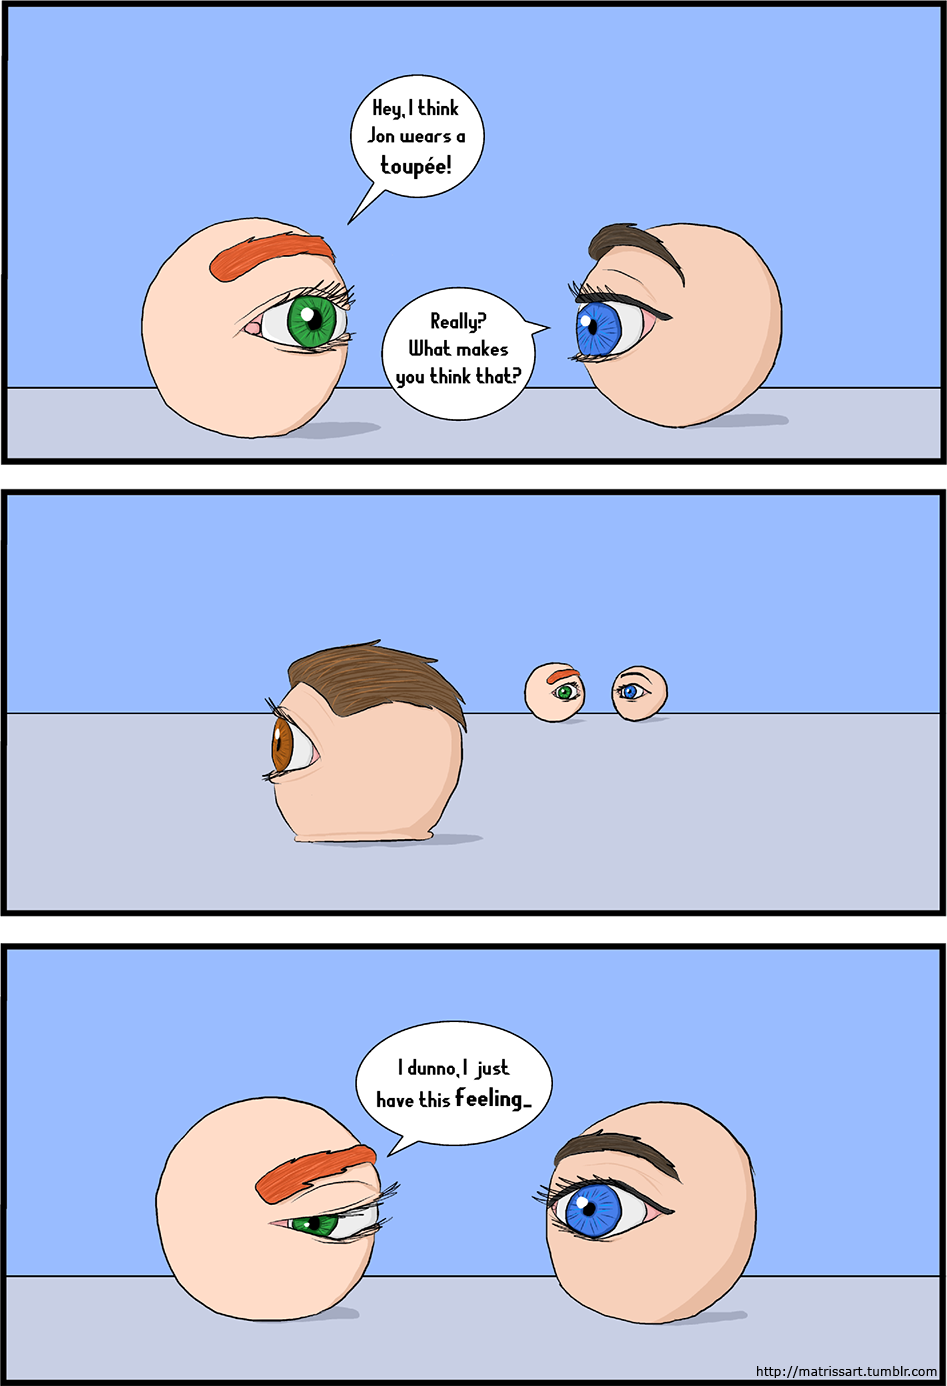 Hey, I think
Jon wears a
toupée!
Really?
What makes
you think that?
I dunno, I just
have this feeling...
http://matrissart.tumblr.com